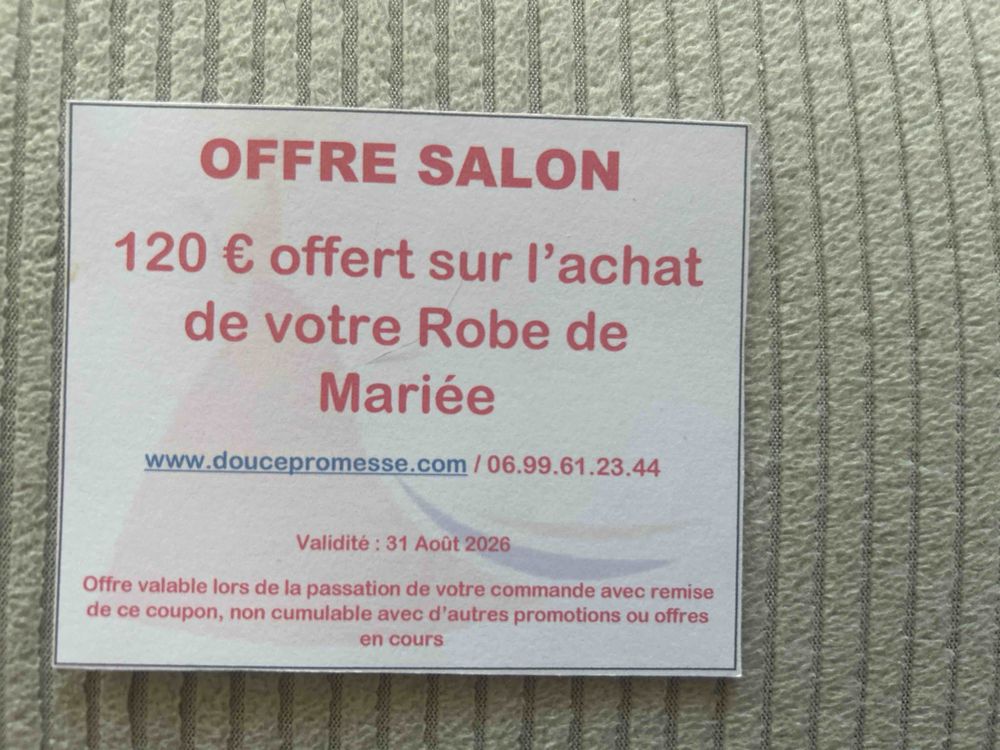 OFFRE SALON
120 € offert sur l'achat
de votre Robe de
Mariée
www.doucepromesse.com / 06.99.61.23.44
Validité : 31 Août 2026
Offre valable lors de la passation de votre commande avec remise
de ce coupon, non cumulable avec d'autres promotions ou offres
en cours